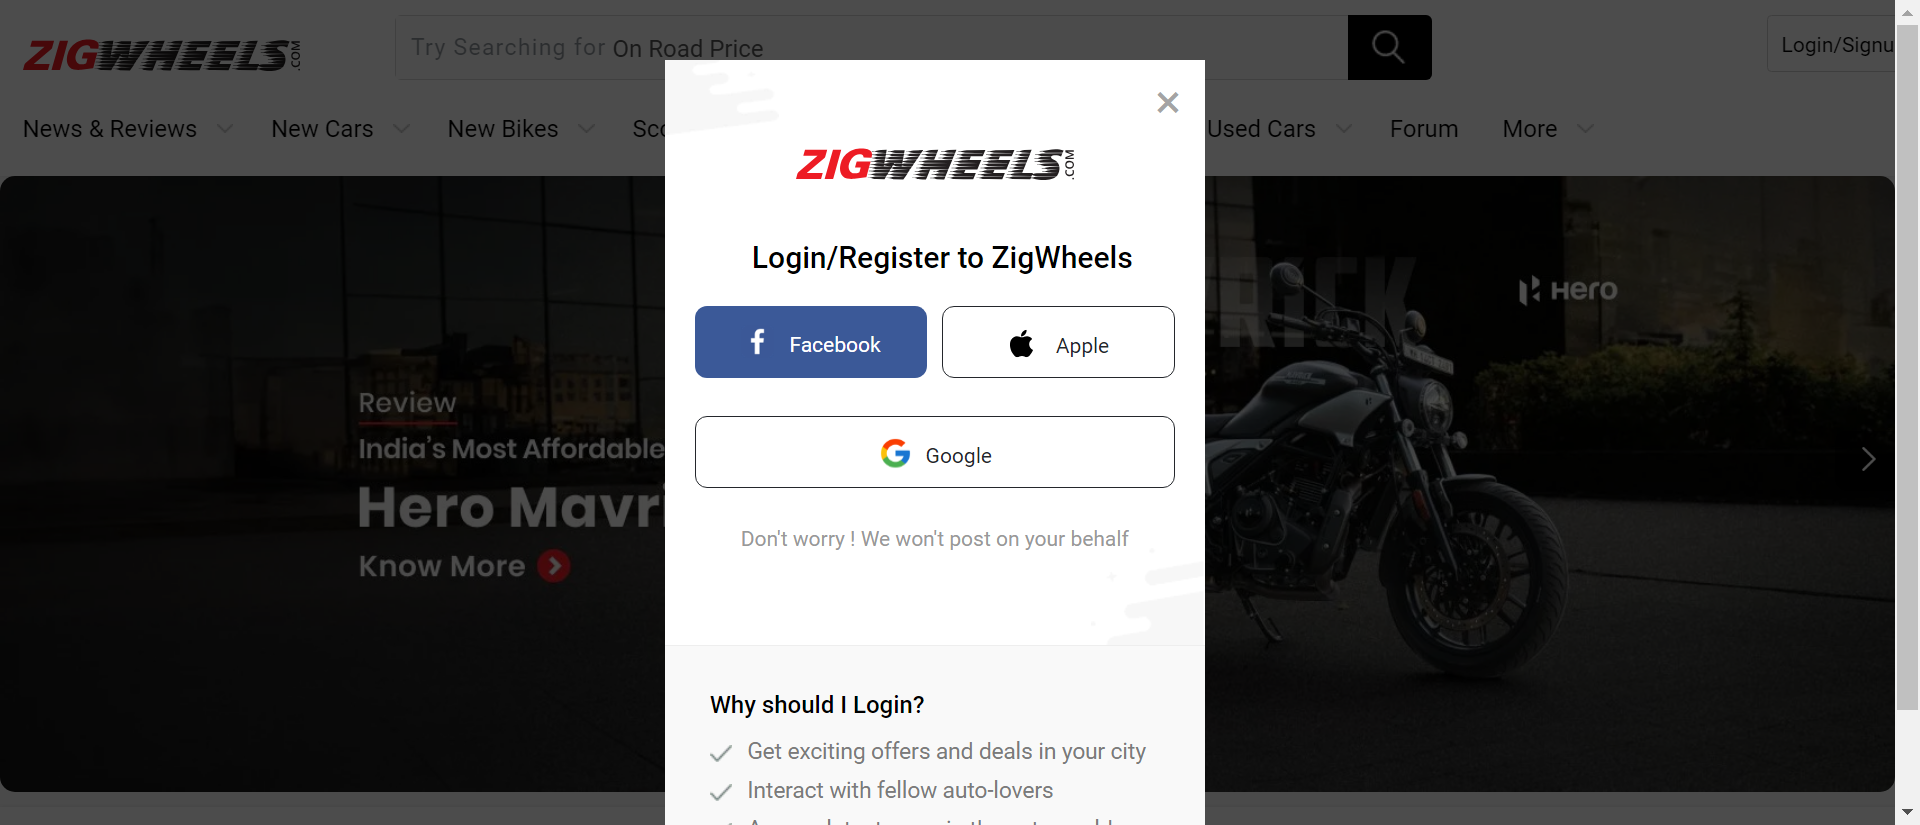 ZIGWHEELS.COM
Try Searching for On Road Price
Login/Signu
News & Reviews
New Cars
New Bikes
Used Cars
Forum
More
ZIGWHEELS.COM
Login/Register to ZigWheels
Facebook
Apple
Google
Don't worry ! We won't post on your behalf
Why should I Login?
Get exciting offers and deals in your city
Interact with fellow auto-lovers
Review
India's Most Affordable
Hero Mavri
Know More
RICK
Hero